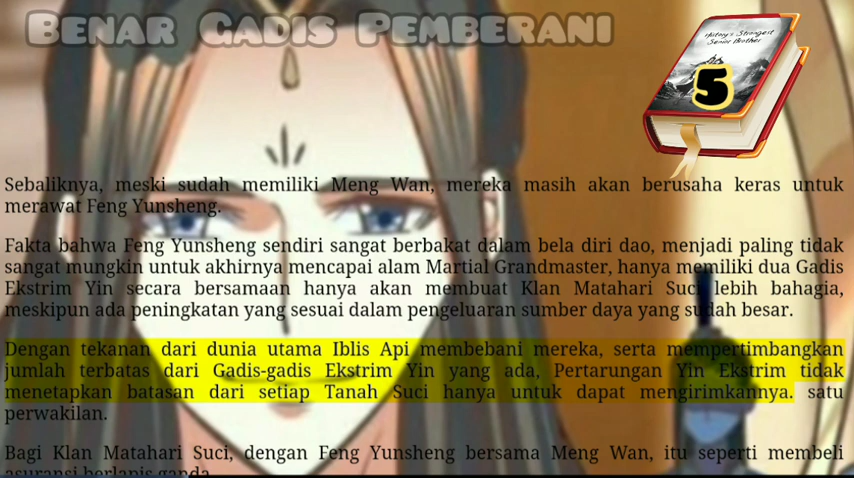 Benar Gadis Pemberani
History's Strongest
Senior Brother
5
Sebaliknya, meski sudah memiliki Meng Wan, mereka masih akan berusaha keras untuk
merawat Feng Yunsheng.
Fakta bahwa Feng Yunsheng sendiri sangat berbakat dalam bela diri dao, menjadi paling tidak
sangat mungkin untuk akhirnya mencapai alam Martial Grandmaster, hanya memiliki dua Gadis
Ekstrim Yin secara bersamaan hanya akan membuat Klan Matahari Suci lebih bahagia,
meskipun ada peningkatan yang sesuai dalam pengeluaran sumber daya yang sudah besar.
Dengan tekanan dari dunia utama Iblis Api membebani mereka, serta mempertimbangkan
jumlah terbatas dari Gadis-gadis Ekstrim Yin yang ada, Pertarungan Yin Ekstrim tidak
menetapkan batasan dari setiap Tanah Suci hanya untuk dapat mengirimkannya. satu
perwakilan.
Bagi Klan Matahari Suci, dengan Feng Yunsheng bersama Meng Wan, itu seperti membeli
asuransi berlapis ganda.